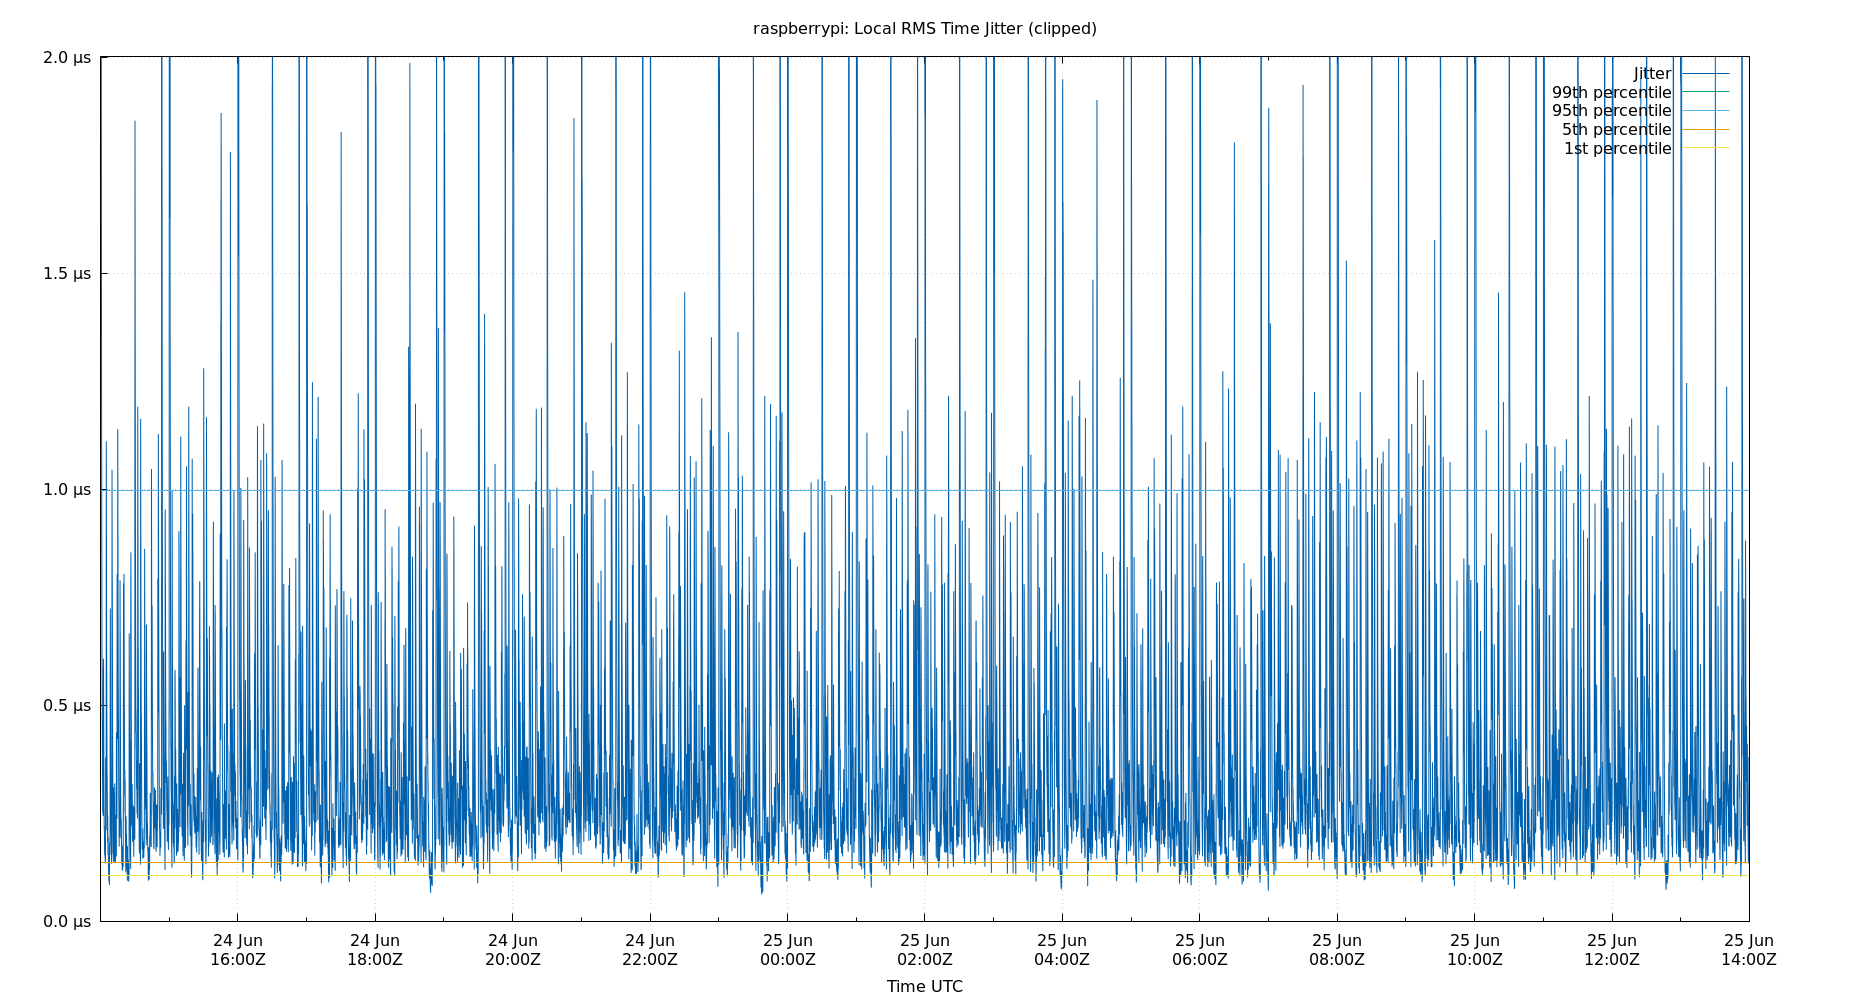 raspberrypi: Local RMS Time Jitter (clipped)
2.0 µs
1.5 µs
1.0 µs
0.5 µs
0.0 µs
Jitter
99th percentile
95th percentile
5th percentile
1st percentile
24 Jun 24 Jun 24 Jun 24 Jun 25 Jun 25 Jun 25 Jun 25 Jun 25 Jun 25 Jun 25 Jun 25 Jun
16:00Z 18:00Z 20:00Z 22:00Z 00:00Z 02:00Z 04:00Z 06:00Z 08:00Z 10:00Z 12:00Z 14:00Z
Time UTC